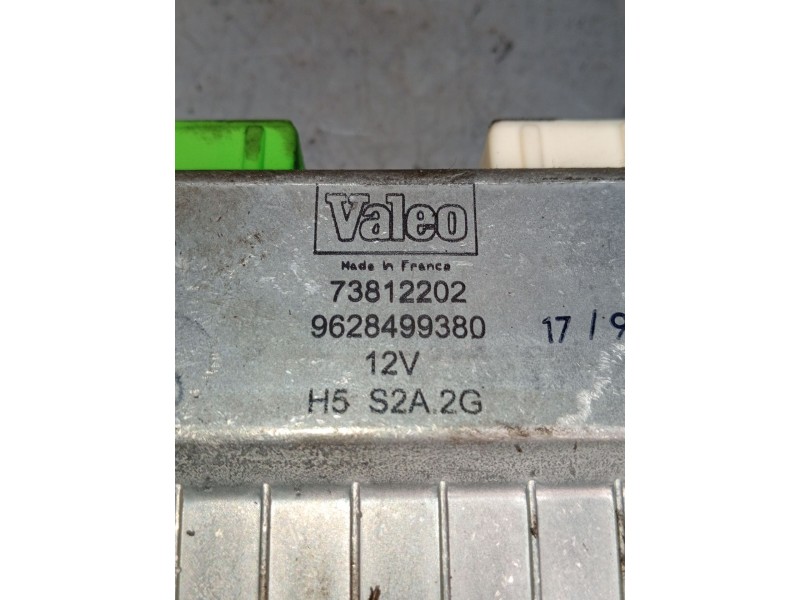 Valeo
Made in France
73812202
9628499380
17/9
12V
H5 S2A.2G